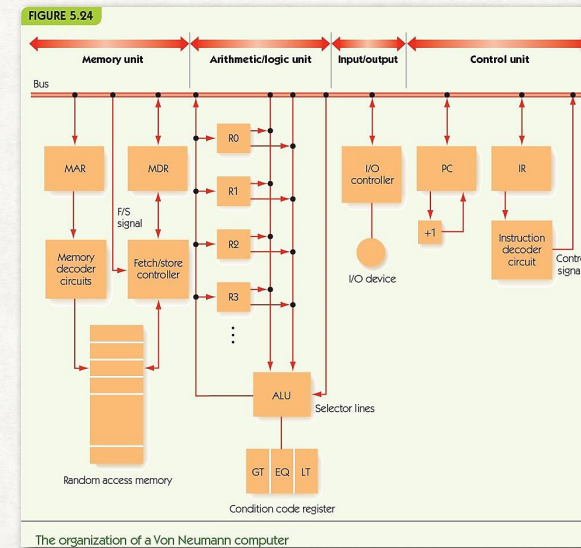 FIGURE 5.24
Memory unit
Arithmetic/logic unit
Input/output
Control unit
Bus
MAR
MDR
R0
R1
R2
R3
I/O
controller
PC
IR
F/S
signal
+1
Memory
decoder
circuits
Fetch/store
controller
Instruction
decoder
circuit
I/O device
ALU
Selector lines
GT
EQ
LT
Random access memory
Condition code register
The organization of a Von Neumann computer